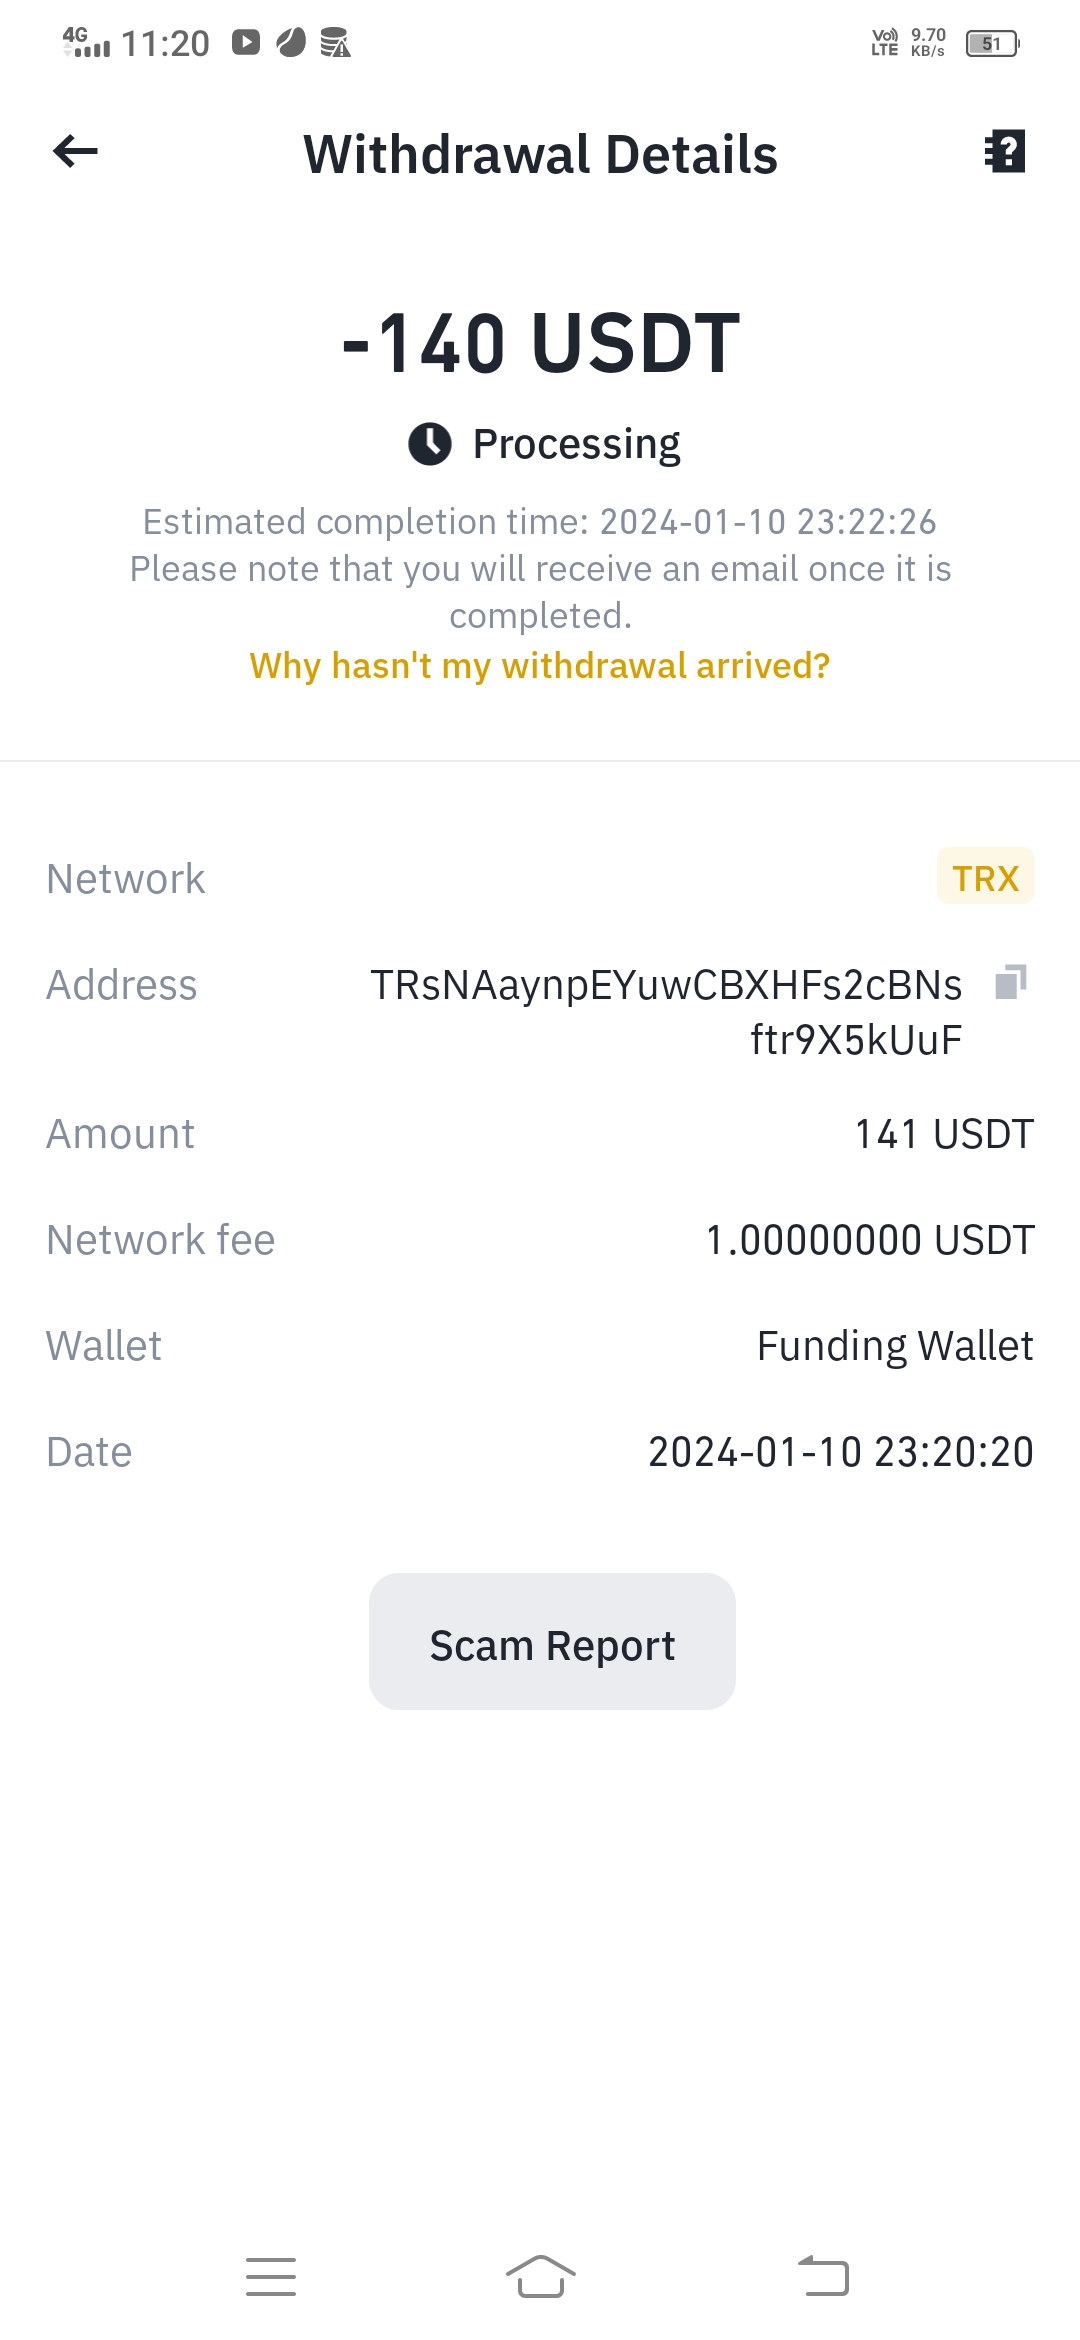 4G 11:20 Vo)) LTE 9.70 KB/s 51
Withdrawal Details
-140 USDT
Processing
Estimated completion time: 2024-01-10 23:22:26
Please note that you will receive an email once it is
completed.
Why hasn't my withdrawal arrived?
Network TRX
Address TRsNAaynpEYuwCBXHFs2cBNs
ftr9X5kUuF
Amount 141 USDT
Network fee 1.00000000 USDT
Wallet Funding Wallet
Date 2024-01-10 23:20:20
Scam Report